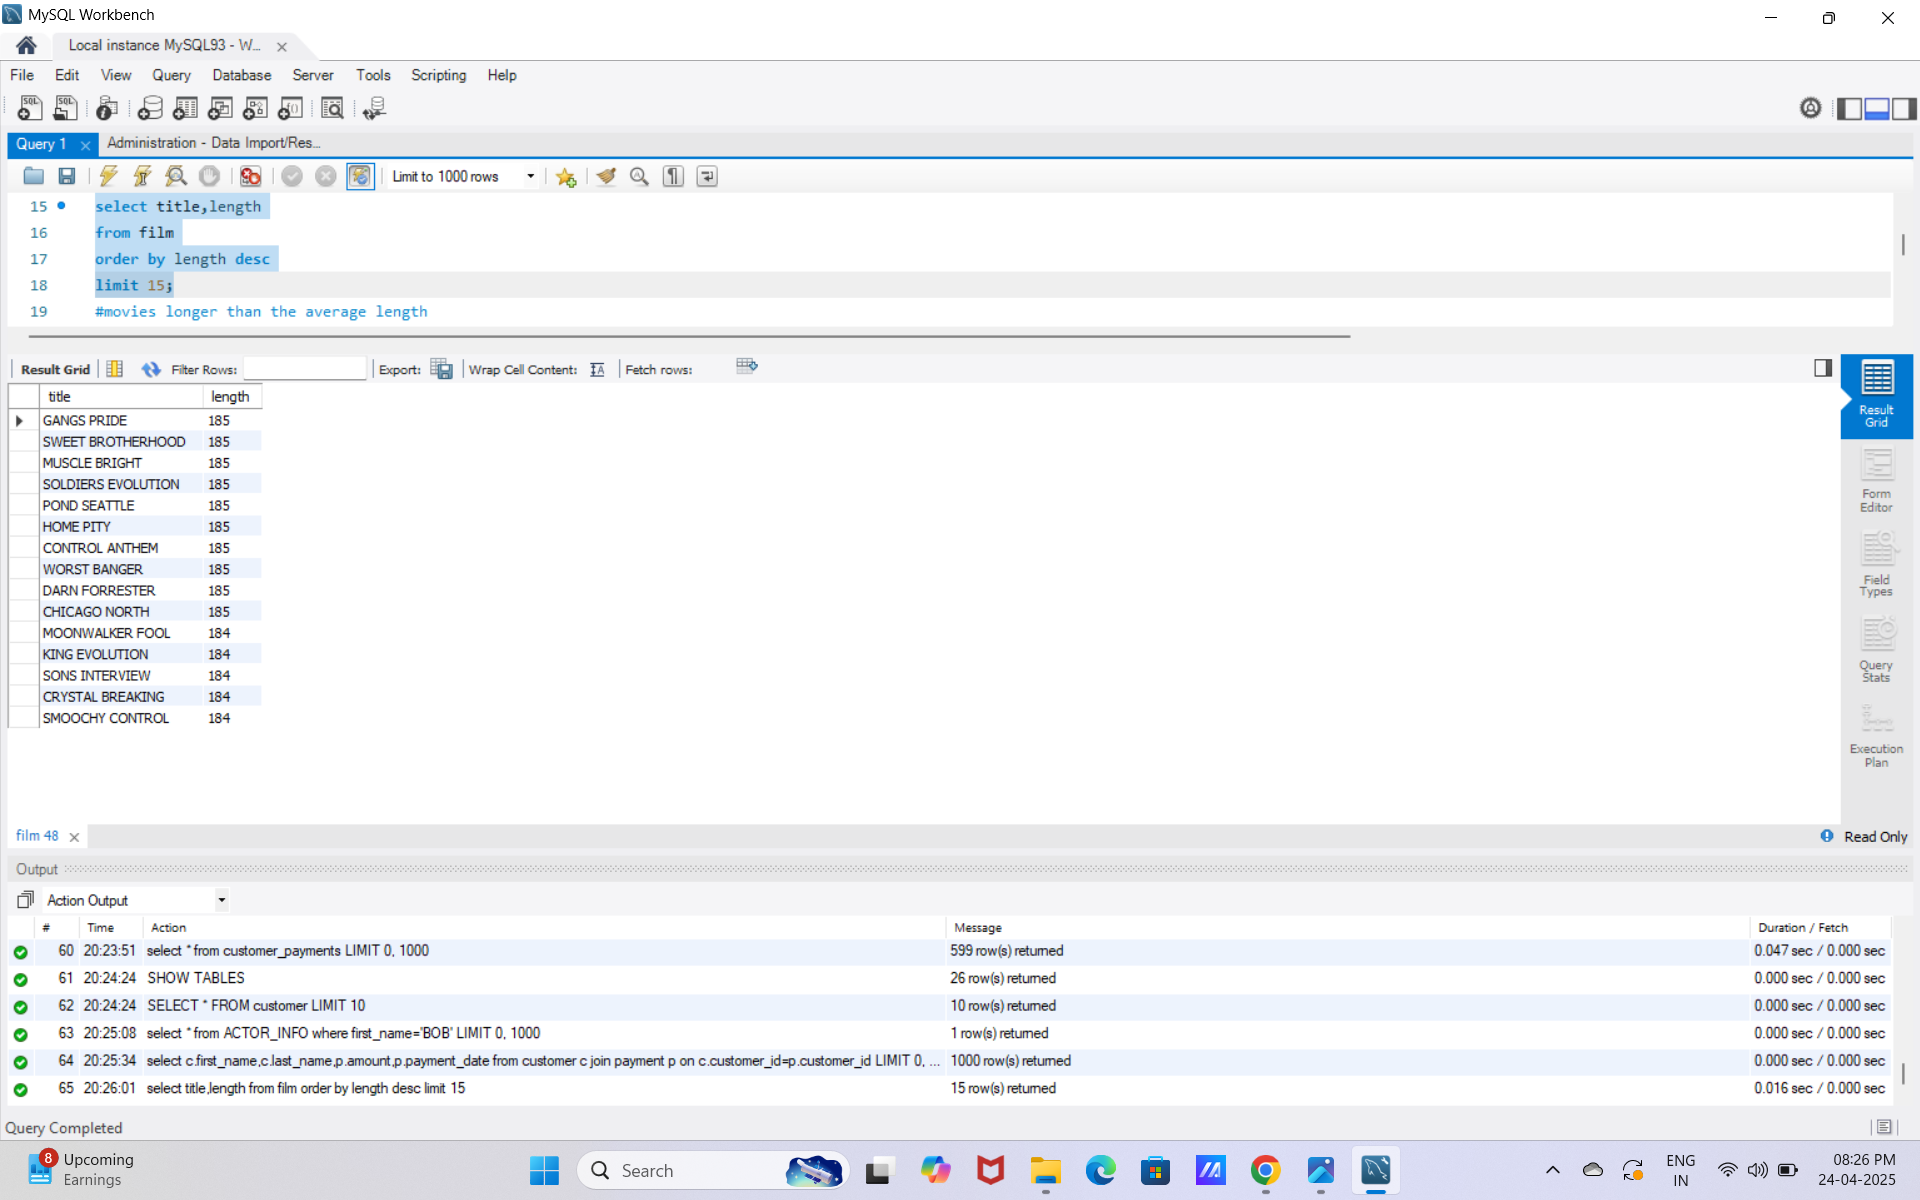 MySQL Workbench
Local instance MySQL93 - W...
File Edit View Query Database Server Tools Scripting Help
Query 1 Administration - Data Import/Res...
Limit to 1000 rows
15 select title,length
16 from film
17 order by length desc
18 limit 15;
19 #movies longer than the average length
Result Grid Filter Rows: Export: Wrap Cell Content: Fetch rows:
title length
GANGS PRIDE 185
SWEET BROTHERHOOD 185
MUSCLE BRIGHT 185
SOLDIERS EVOLUTION 185
POND SEATTLE 185
HOME PITY 185
CONTROL ANTHEM 185
WORST BANGER 185
DARN FORRESTER 185
CHICAGO NORTH 185
MOONWALKER FOOL 184
KING EVOLUTION 184
SONS INTERVIEW 184
CRYSTAL BREAKING 184
SMOOCHY CONTROL 184
Result
Grid
Form
Editor
Field
Types
Query
Stats
Execution
Plan
film 48 Read Only
Output
Action Output
# Time Action Message Duration / Fetch
60 20:23:51 select * from customer_payments LIMIT 0, 1000 599 row(s) returned 0.047 sec / 0.000 sec
61 20:24:24 SHOW TABLES 26 row(s) returned 0.000 sec / 0.000 sec
62 20:24:24 SELECT * FROM customer LIMIT 10 10 row(s) returned 0.000 sec / 0.000 sec
63 20:25:08 select * from ACTOR_INFO where first_name='BOB' LIMIT 0, 1000 1 row(s) returned 0.000 sec / 0.000 sec
64 20:25:34 select c.first_name,c.last_name,p.amount,p.payment_date from customer c join payment p on c.customer_id=p.customer_id LIMIT 0, ... 1000 row(s) returned 0.000 sec / 0.000 sec
65 20:26:01 select title,length from film order by length desc limit 15 15 row(s) returned 0.016 sec / 0.000 sec
Query Completed
8 Upcoming
Earnings
Search
ENG
IN
08:26 PM
24-04-2025